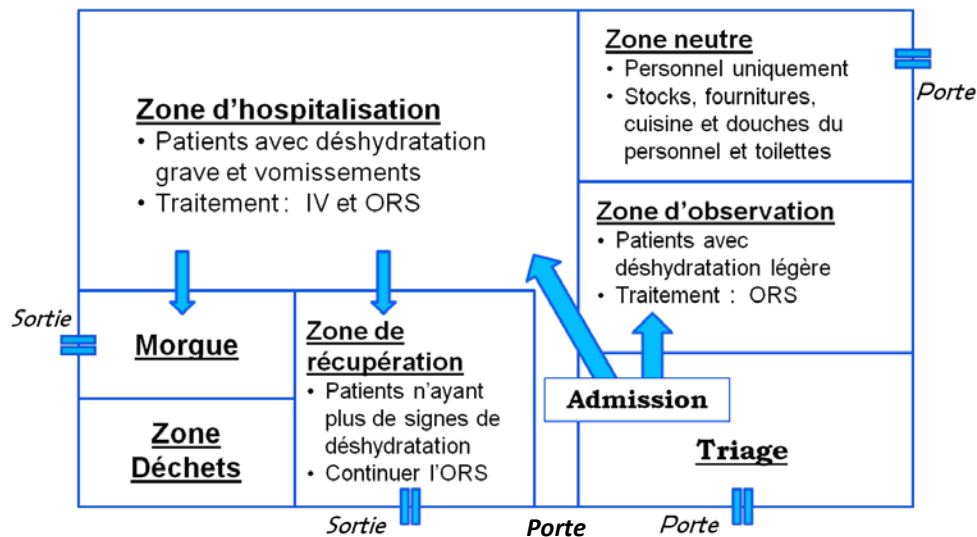 Zone d'hospitalisation
• Patients avec déshydratation
grave et vomissements
• Traitement : IV et ORS
Zone neutre
• Personnel uniquement
• Stocks, fournitures,
cuisine et douches du
personnel et toilettes
Porte
Zone d'observation
• Patients avec
déshydratation légère
• Traitement : ORS
Sortie
Morgue
Zone
Déchets
Zone de
récupération
• Patients n'ayant
plus de signes de
déshydratation
• Continuer l'ORS
Admission
Triage
Sortie
Porte
Porte